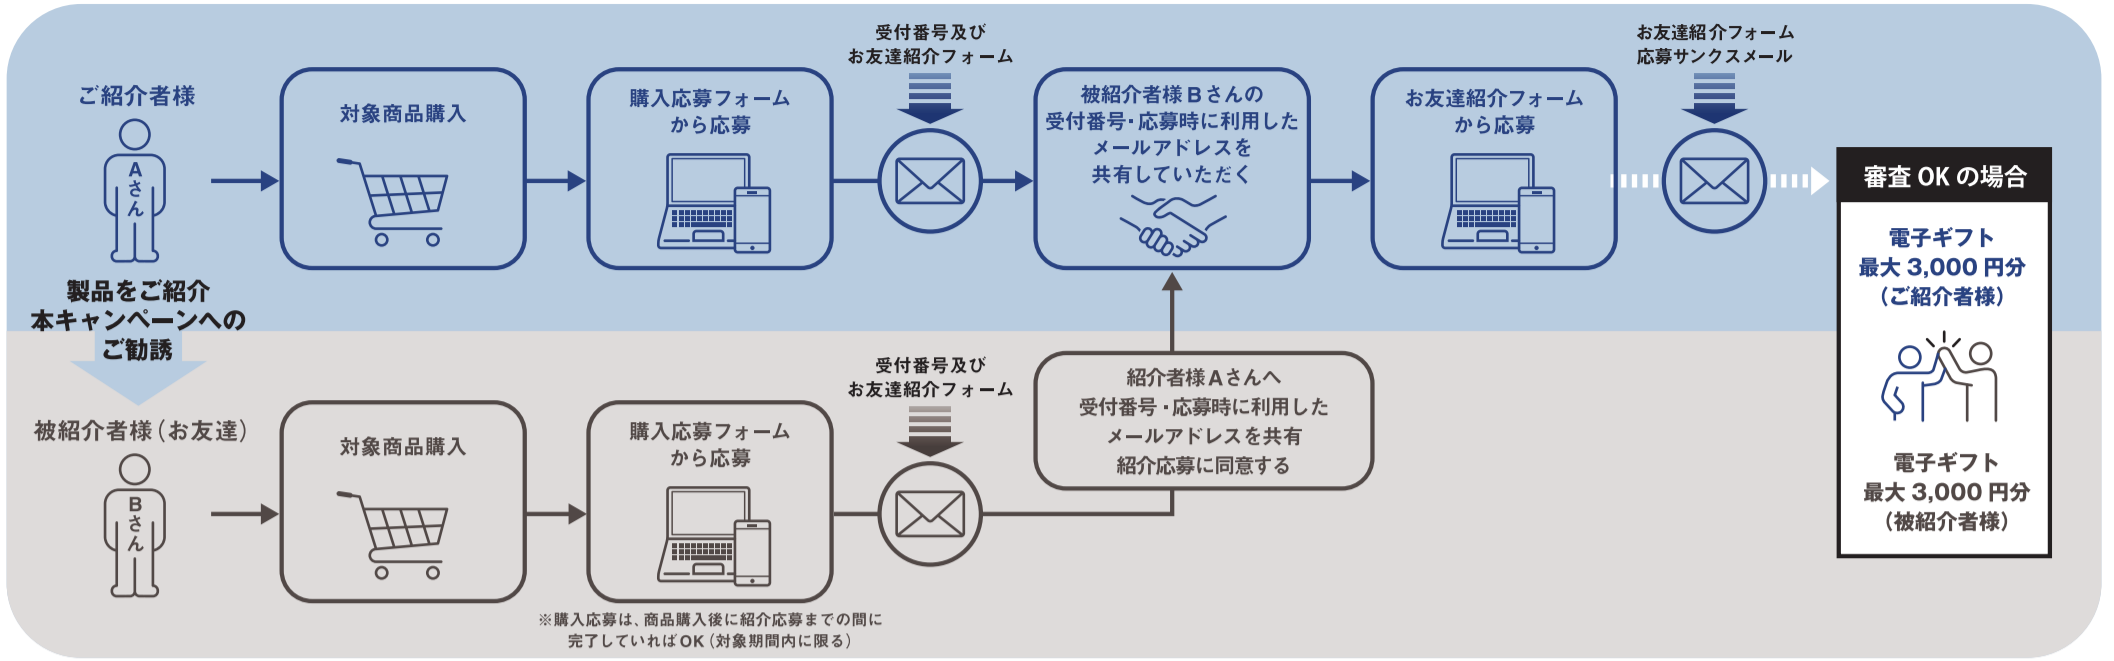 ご紹介者様
Aさん
対象商品購入
購入応募フォーム
から応募
受付番号及び
お友達紹介フォーム
被紹介者様Bさんの
受付番号・応募時に利用した
メールアドレスを
共有していただく
お友達紹介フォーム
から応募
お友達紹介フォーム
応募サンクスメール
審査OKの場合
電子ギフト
最大3,000円分
（ご紹介者様）
電子ギフト
最大3,000円分
（被紹介者様）
製品をご紹介
本キャンペーンへの
ご勧誘
被紹介者様（お友達）
Bさん
対象商品購入
購入応募フォーム
から応募
※購入応募は、商品購入後に紹介応募までの間に
完了していればOK（対象期間内に限る）
受付番号及び
お友達紹介フォーム
紹介者様Aさんへ
受付番号・応募時に利用した
メールアドレスを共有
紹介応募に同意する